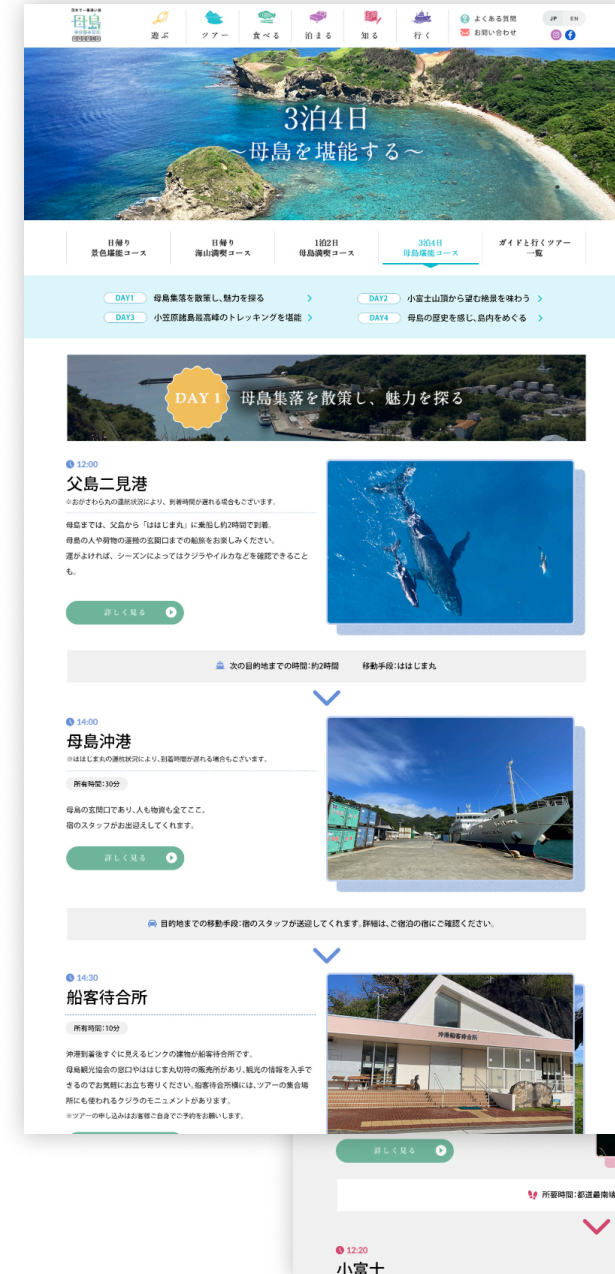 母島
遊ぶ
ツアー
食べる
泊まる
知る
行く
よくある質問
お問い合わせ
JP EN
3泊4日
～母島を堪能する～
日帰り
景色堪能コース
日帰り
海山満喫コース
1泊2日
母島満喫コース
3泊4日
母島堪能コース
ガイドと行くツアー
一覧
DAY1 母島集落を散策し、魅力を探る
DAY2 小富士山頂から望む絶景を味わう
DAY3 小笠原諸島最高峰のトレッキングを堪能
DAY4 母島の歴史を感じ、島内をめぐる
DAY 1 母島集落を散策し、魅力を探る
12:00
父島二見港
※おがさわら丸の運航状況により、到着時間が遅れる場合もございます。
母島までは、父島から「ははじま丸」に乗船し約2時間で到着。
母島の人や荷物の運搬の玄関口までの船旅をお楽しみください。
運がよければ、シーズンによってはクジラやイルカなどを確認できること
も。
詳しく見る
次の目的地までの時間:約2時間 移動手段:ははじま丸
14:00
母島沖港
※ははじま丸の運航状況により、到着時間が遅れる場合もございます。
所有時間:30分
母島の玄関口であり、人も物資も全てここ。
宿のスタッフがお出迎えしてくれます。
詳しく見る
目的地までの移動手段:宿のスタッフが送迎してくれます。詳細は、ご宿泊の宿にご確認ください。
14:30
船客待合所
所有時間:10分
沖港到着後すぐに見えるピンクの建物が船客待合所です。
母島観光協会の窓口やははじま丸切符の販売所があり、観光の情報を入手で
きるのでお気軽にお立ち寄りください。船客待合所横には、ツアーの集合場
所にも使われるクジラのモニュメントがあります。
※ツアーの申し込みはお客様ご自身でご予約をお願いします。
沖港船客待合所
詳しく見る
所要時間:都道最南端
12:20
小富士